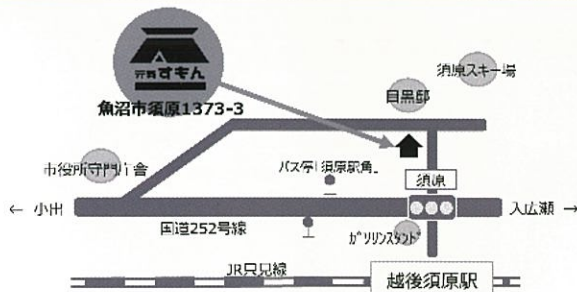 元気すもん
魚沼市須原1373-3
須原スキー場
目黒邸
市役所守門庁舎
バス停「須原駅角」
須原
← 小出
入広瀬 →
国道252号線
ｶﾞｿﾘﾝｽﾀﾝﾄﾞ
JR只見線
越後須原駅